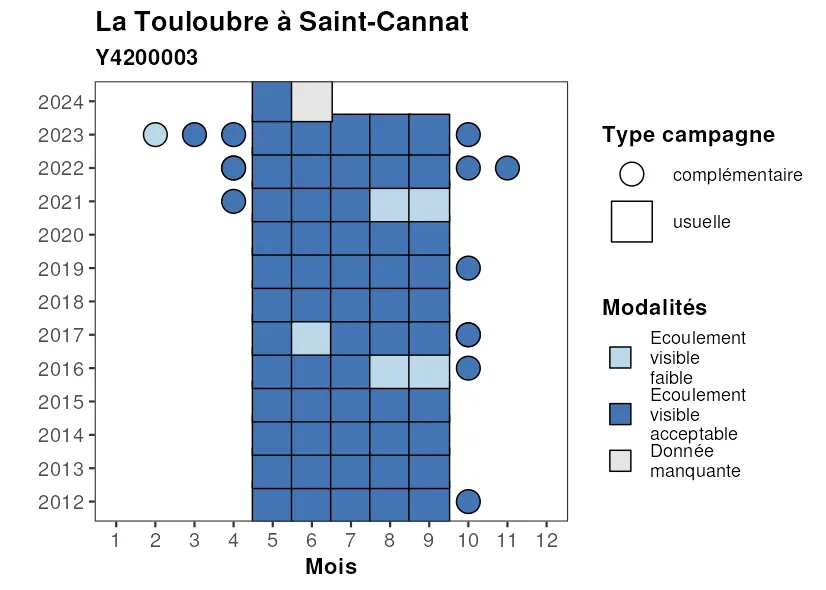 La Touloubre à Saint-Cannat
Y4200003
2024
2023
2022
2021
2020
2019
2018
2017
2016
2015
2014
2013
2012
1 2 3 4 5 6 7 8 9 10 11 12
Mois
Type campagne
complémentaire
usuelle
Modalités
Ecoulement
visible
faible
Ecoulement
visible
acceptable
Donnée
manquante